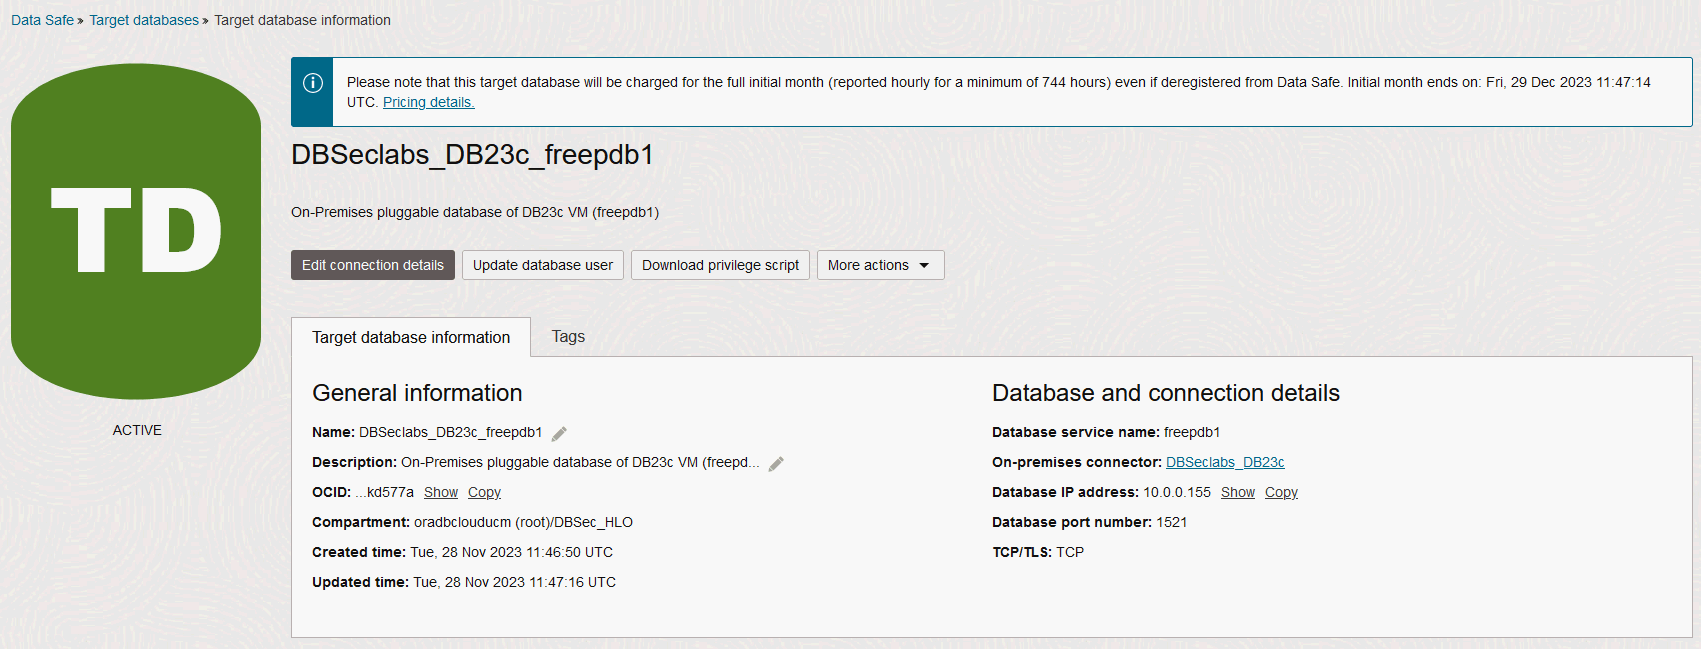 Data Safe » Target databases » Target database information
Please note that this target database will be charged for the full initial month (reported hourly for a minimum of 744 hours) even if deregistered from Data Safe. Initial month ends on: Fri, 29 Dec 2023 11:47:14
UTC. Pricing details.
TD
ACTIVE
DBSeclabs_DB23c_freepdb1
On-Premises pluggable database of DB23c VM (freepdb1)
Edit connection details Update database user Download privilege script More actions
Target database information Tags
General information
Name: DBSeclabs_DB23c_freepdb1
Description: On-Premises pluggable database of DB23c VM (freepd...
OCID: ...kd577a Show Copy
Compartment: oradbclouducm (root)/DBSec_HLO
Created time: Tue, 28 Nov 2023 11:46:50 UTC
Updated time: Tue, 28 Nov 2023 11:47:16 UTC
Database and connection details
Database service name: freepdb1
On-premises connector: DBSeclabs_DB23c
Database IP address: 10.0.0.155 Show Copy
Database port number: 1521
TCP/TLS: TCP